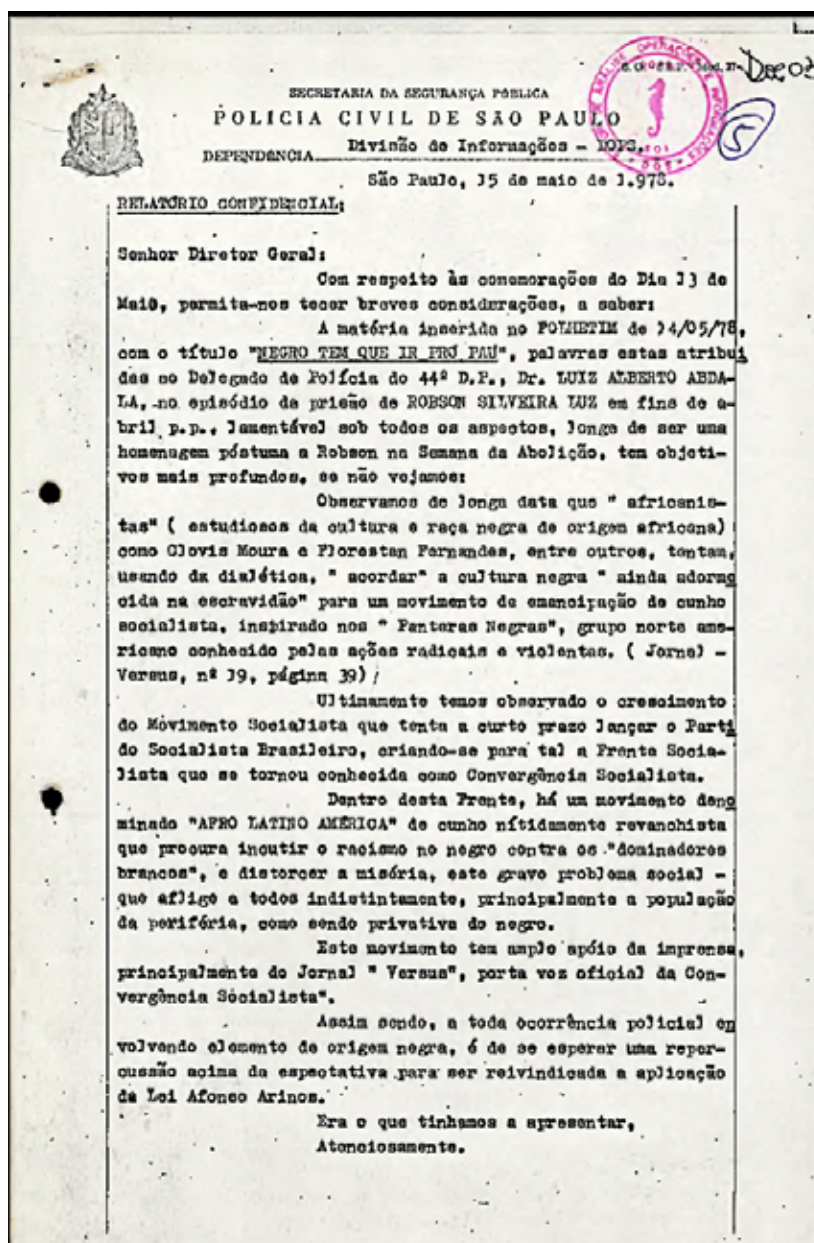 Doc 03
5
SECRETARIA DA SEGURANÇA PÚBLICA
POLÍCIA CIVIL DE SÃO PAULO
DEPENDÊNCIA Divisão de Informações - DOPS.
São Paulo, 15 de maio de 1.978.
RELATÓRIO CONFIDENCIAL:
Senhor Diretor Geral:
Com respeito às comemorações do Dia 13 de
Maio, permita-nos tecer breves considerações, a saber:
A matéria inserida no FOLHETIM de 14/05/78,
com o título "NEGRO TEM QUE IR PRÓ PAU", palavras estas atribui
das ao Delegado de Polícia do 44º D.P., Dr. LUIZ ALBERTO ABDA-
LA, no episódio da prisão de ROBSON SILVEIRA LUZ em fins de a-
bril p.p., lamentável sob todos os aspectos, longe de ser uma
homenagem póstuma a Robson na Semana da Abolição, tem objeti-
vos mais profundos, se não vejamos:
Observamos de longa data que " africanis-
tas" ( estudiosos da cultura e raça negra de origem africana)
como Clovis Moura e Florestan Fernandes, entre outros, tentam,
usando da dialética, " acordar" a cultura negra " ainda adorme
cida na escravidão" para um movimento de emancipação de cunho
socialista, inspirado nos " Panteras Negras", grupo norte ame-
ricano conhecido pelas ações radicais e violentas. ( Jornal -
Versus, nº 19, página 39)/
Ultimamente temos observado o crescimento
do Movimento Socialista que tenta a curto prazo lançar o Parti
do Socialista Brasileiro, criando-se para tal a Frente Socia-
lista que se tornou conhecida como Convergência Socialista.
Dentro desta Frente, há um movimento deno
minado "AFRO LATINO AMÉRICA" de cunho nítidamente revanchista
que procura incutir o racismo no negro contra os "dominadores
brancos", e distorcer a miséria, este grave problema social -
que aflige a todos indistintamente, principalmente a população
da periféria, como sendo privativa do negro.
Este movimento tem amplo apóio da imprensa,
principalmente do Jornal " Versus", porta voz oficial da Con-
vergência Socialista".
Assim sendo, a toda ocorrência policial en
volvendo elemento de origem negra, é de se esperar uma reper-
cussão acima da espectativa para ser reivindicada a aplicação
da Lei Afonso Arinos.
Era o que tínhamos a apresentar,
Atenciosamente.